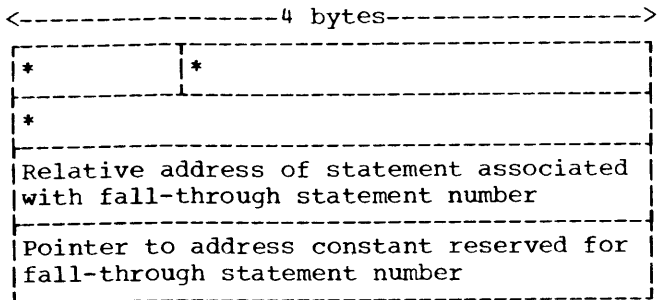 <-----------------4 bytes----------------->
* *
*
Relative address of statement associated
with fall-through statement number
Pointer to address constant reserved for
fall-through statement number